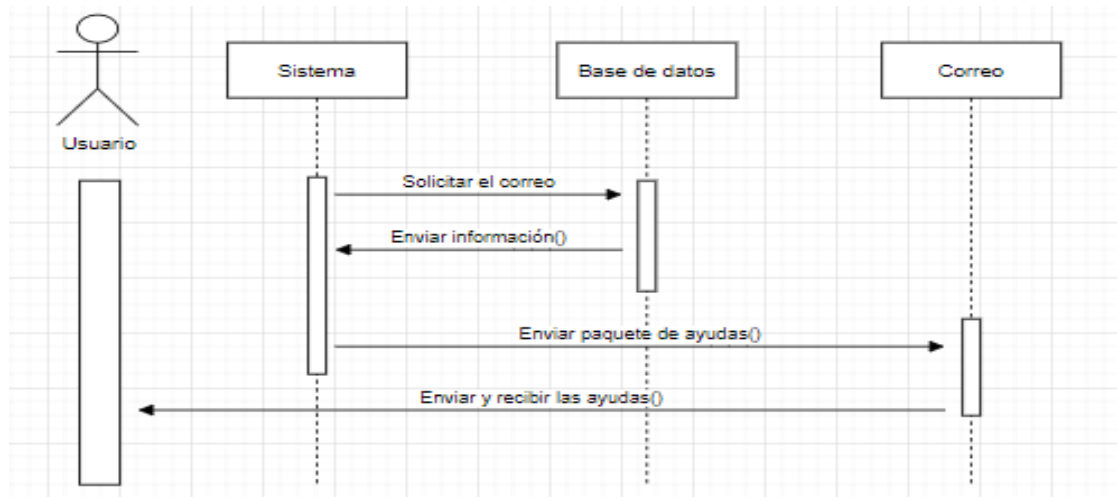 Sistema
Base de datos
Correo
Usuario
Solicitar el correo
Enviar información()
Enviar paquete de ayudas()
Enviar y recibir las ayudas()